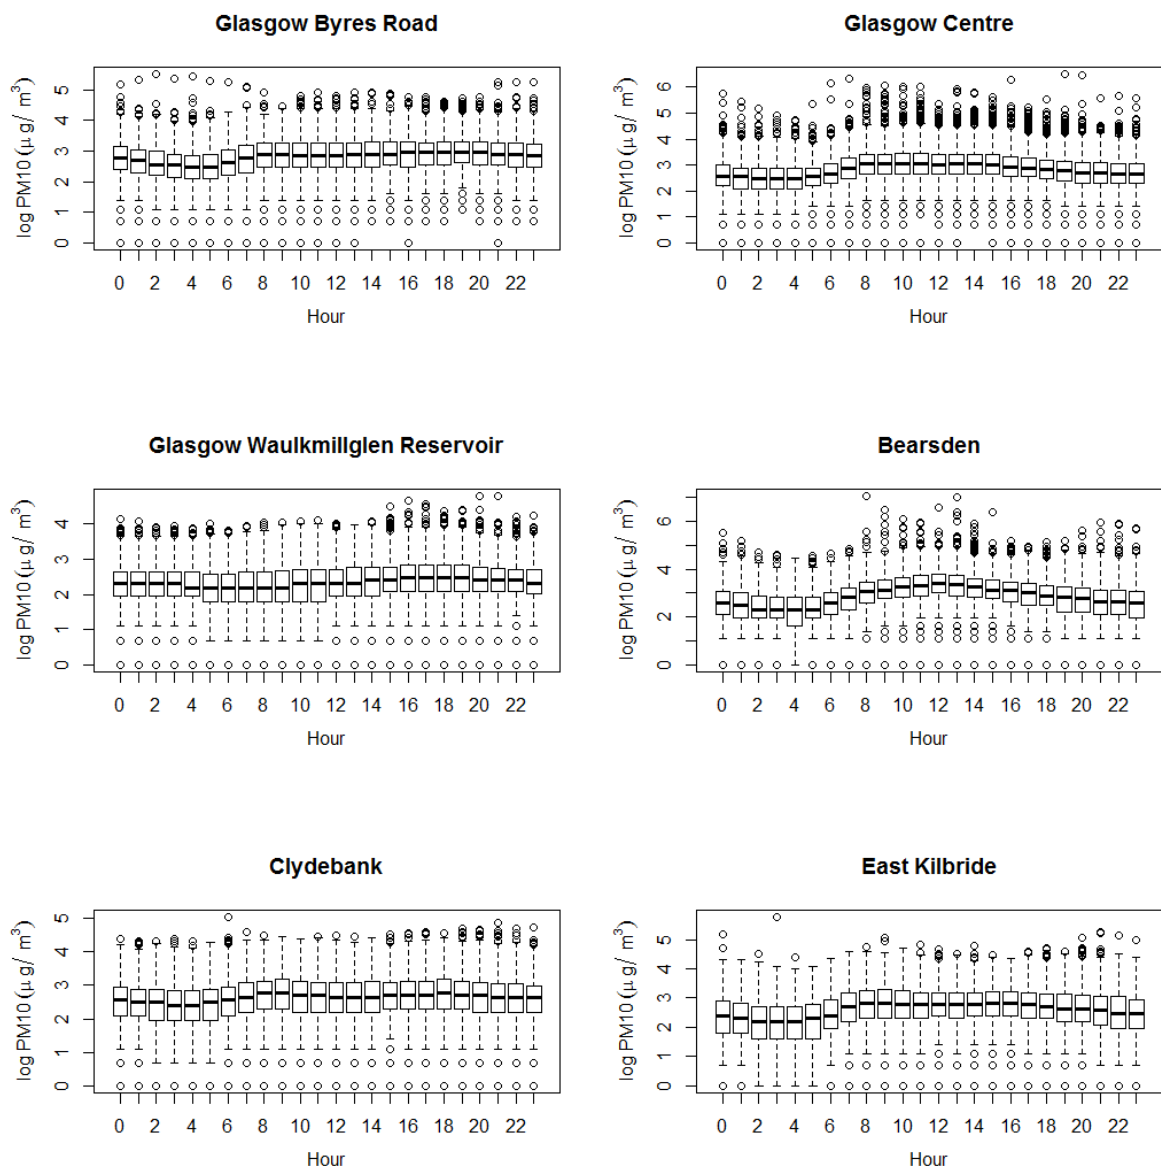 Glasgow Byres Road
log PM10 (μ g/ m³)
5
4
3
2
1
0
0 2 4 6 8 10 12 14 16 18 20 22
Hour
Glasgow Centre
log PM10 (μ g/ m³)
6
5
4
3
2
1
0
0 2 4 6 8 10 12 14 16 18 20 22
Hour
Glasgow Waulkmillglen Reservoir
log PM10 (μ g/ m³)
4
3
2
1
0
0 2 4 6 8 10 12 14 16 18 20 22
Hour
Bearsden
log PM10 (μ g/ m³)
6
4
2
0
0 2 4 6 8 10 12 14 16 18 20 22
Hour
Clydebank
log PM10 (μ g/ m³)
5
4
3
2
1
0
0 2 4 6 8 10 12 14 16 18 20 22
Hour
East Kilbride
log PM10 (μ g/ m³)
5
4
3
2
1
0
0 2 4 6 8 10 12 14 16 18 20 22
Hour